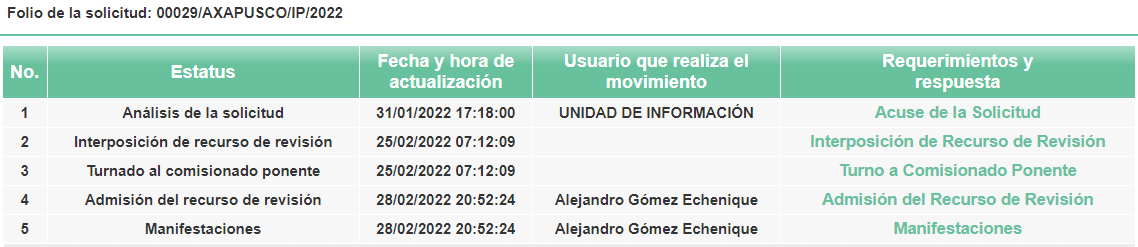 Folio de la solicitud: 00029/AXAPUSCO/IP/2022
No. Estatus Fecha y hora de actualización Usuario que realiza el movimiento Requerimientos y respuesta
1 Análisis de la solicitud 31/01/2022 17:18:00 UNIDAD DE INFORMACIÓN Acuse de la Solicitud
2 Interposición de recurso de revisión 25/02/2022 07:12:09 Interposición de Recurso de Revisión
3 Turnado al comisionado ponente 25/02/2022 07:12:09 Turno a Comisionado Ponente
4 Admisión del recurso de revisión 28/02/2022 20:52:24 Alejandro Gómez Echenique Admisión del Recurso de Revisión
5 Manifestaciones 28/02/2022 20:52:24 Alejandro Gómez Echenique Manifestaciones